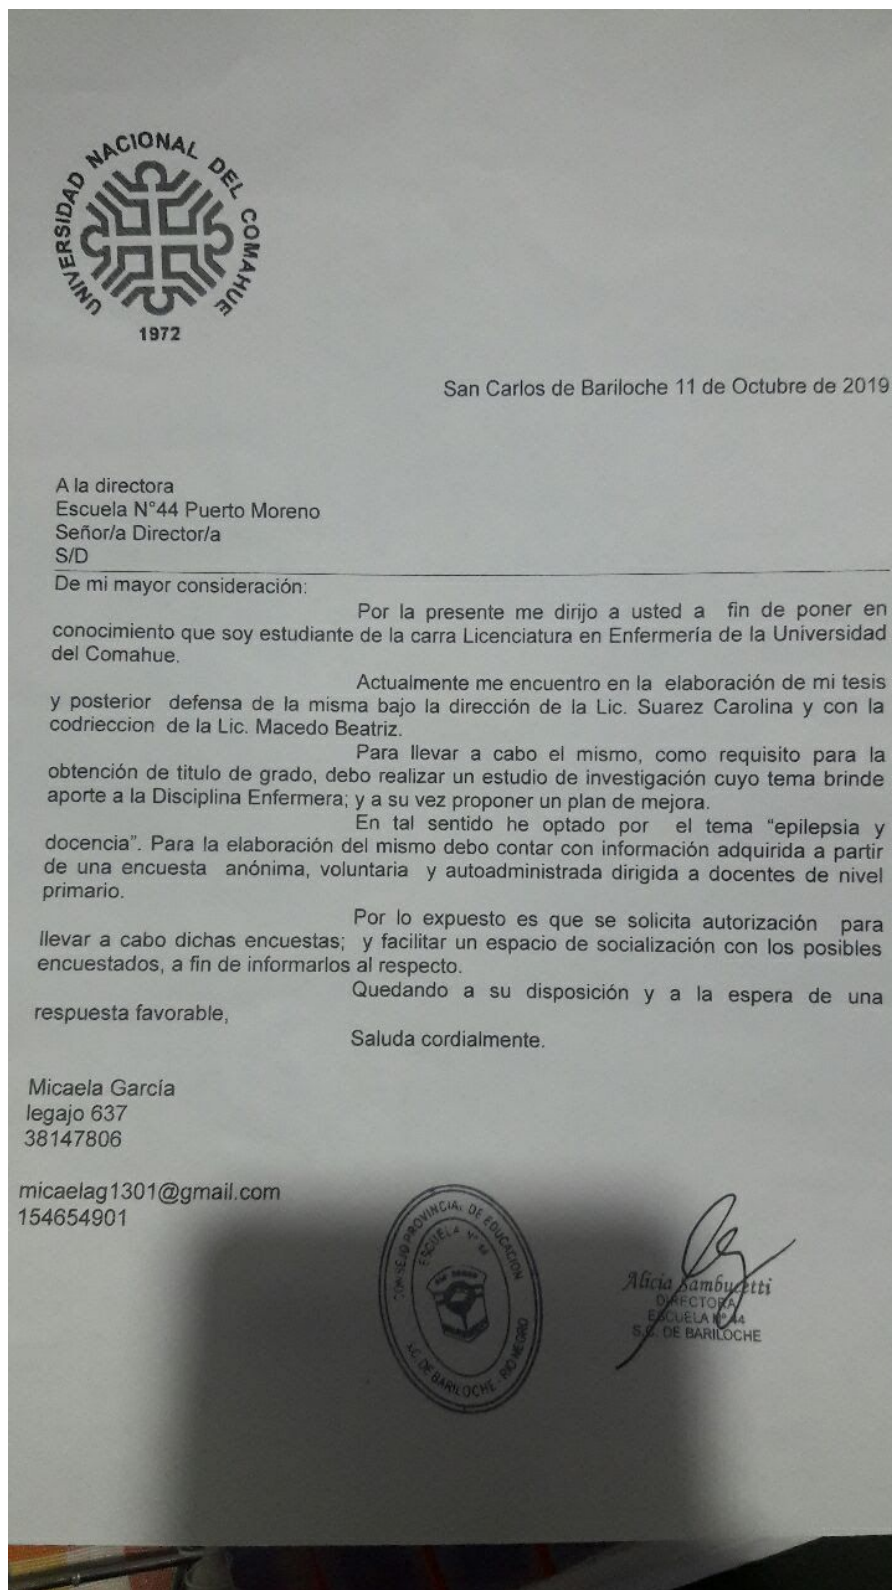 UNIVERSIDAD NACIONAL DEL COMAHUE
1972
San Carlos de Bariloche 11 de Octubre de 2019
A la directora
Escuela N°44 Puerto Moreno
Señor/a Director/a
S/D
De mi mayor consideración:
Por la presente me dirijo a usted a fin de poner en
conocimiento que soy estudiante de la carra Licenciatura en Enfermería de la Universidad
del Comahue.
Actualmente me encuentro en la elaboración de mi tesis
y posterior defensa de la misma bajo la dirección de la Lic. Suarez Carolina y con la
codrieccion de la Lic. Macedo Beatriz.
Para llevar a cabo el mismo, como requisito para la
obtención de titulo de grado, debo realizar un estudio de investigación cuyo tema brinde
aporte a la Disciplina Enfermera; y a su vez proponer un plan de mejora.
En tal sentido he optado por el tema “epilepsia y
docencia”. Para la elaboración del mismo debo contar con información adquirida a partir
de una encuesta anónima, voluntaria y autoadministrada dirigida a docentes de nivel
primario.
Por lo expuesto es que se solicita autorización para
llevar a cabo dichas encuestas; y facilitar un espacio de socialización con los posibles
encuestados, a fin de informarlos al respecto.
Quedando a su disposición y a la espera de una
respuesta favorable,
Saluda cordialmente.
Micaela García
legajo 637
38147806
micaelag1301@gmail.com
154654901
CONSEJO PROVINCIAL DE EDUCACION
ESCUELA N° 44
S.C. DE BARILOCHE - RIO NEGRO
Alicia Sambucetti
DIRECTORA
ESCUELA N° 44
S.C. DE BARILOCHE